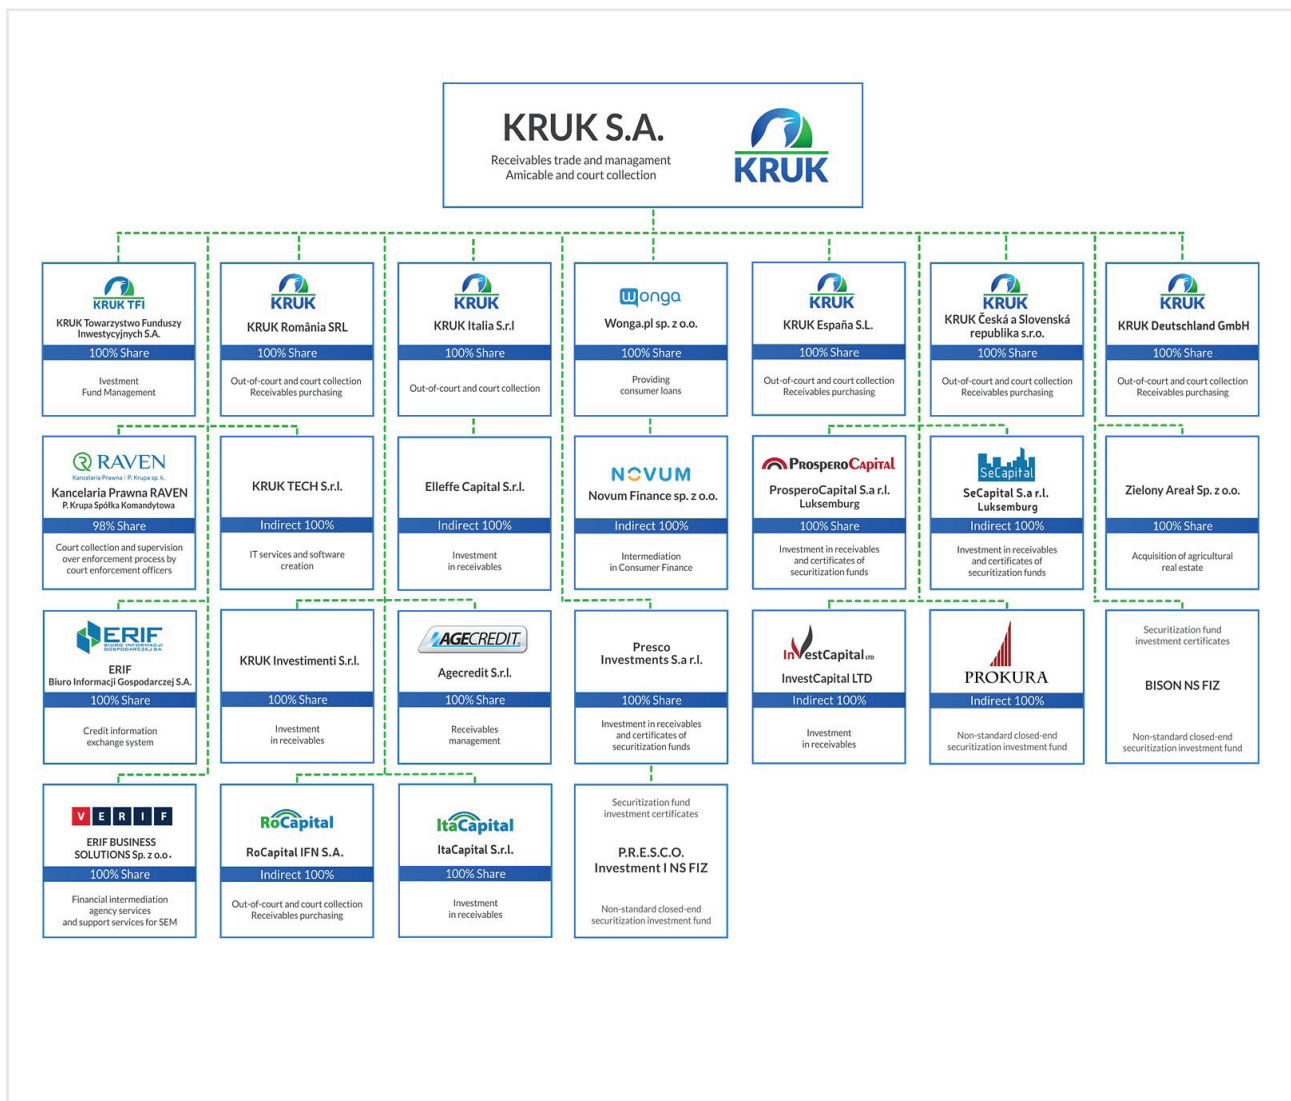 KRUK S.A.
Receivables trade and managament
Amicable and court collection
KRUK
KRUK TFI
KRUK Towarzystwo Funduszy
Inwestycyjnych S.A.
100% Share
Ivestment
Fund Management
KRUK
KRUK România SRL
100% Share
Out-of-court and court collection
Receivables purchasing
KRUK
KRUK Italia S.r.l
100% Share
Out-of-court and court collection
wonga
Wonga.pl sp. z o.o.
100% Share
Providing
consumer loans
KRUK
KRUK España S.L.
100% Share
Out-of-court and court collection
Receivables purchasing
KRUK
KRUK Česká a Slovenská
republika s.r.o.
100% Share
Out-of-court and court collection
Receivables purchasing
KRUK
KRUK Deutschland GmbH
100% Share
Out-of-court and court collection
Receivables purchasing
RAVEN
Kancelaria Prawna | P. Krupa sp. k.
Kancelaria Prawna RAVEN
P. Krupa Spółka Komandytowa
98% Share
Court collection and supervision
over enforcement process by
court enforcement officers
KRUK TECH S.r.l.
Indirect 100%
IT services and software
creation
Elleffe Capital S.r.l.
Indirect 100%
Investment
in receivables
NOVUM
Novum Finance sp. z o.o.
Indirect 100%
Intermediation
in Consumer Finance
PROSPEROCAPITAL
ProsperoCapital S.a r.l.
Luksemburg
100% Share
Investment in receivables
and certificates of
securitization funds
SeCapital
SeCapital S.a r.l.
Luksemburg
Indirect 100%
Investment in receivables
and certificates of
securitization funds
Zielony Areał Sp. z o.o.
100% Share
Acquisition of agricultural
real estate
ERIF
BIURO INFORMACJI
GOSPODARCZEJ SA
ERIF
Biuro Informacji Gospodarczej S.A.
100% Share
Credit information
exchange system
KRUK Investimenti S.r.l.
100% Share
Investment
in receivables
AGECREDIT
Agecredit S.r.l.
100% Share
Receivables
management
Presco
Investments S.a r.l.
100% Share
Investment in receivables
and certificates of
securitization funds
InvestCapital LTD
InvestCapital LTD
Indirect 100%
Investment
in receivables
PROKURA
Indirect 100%
Non-standard closed-end
securitization investment fund
Securitization fund
investment certificates
BISON NS FIZ
Non-standard closed-end
securitization investment fund
VERIF
ERIF BUSINESS
SOLUTIONS Sp. z o.o.
100% Share
Financial intermediation
agency services
and support services for SEM
RoCapital
RoCapital IFN S.A.
Indirect 100%
Out-of-court and court collection
Receivables purchasing
ItaCapital
ItaCapital S.r.l.
100% Share
Investment
in receivables
Securitization fund
investment certificates
P.R.E.S.C.O.
Investment I NS FIZ
Non-standard closed-end
securitization investment fund